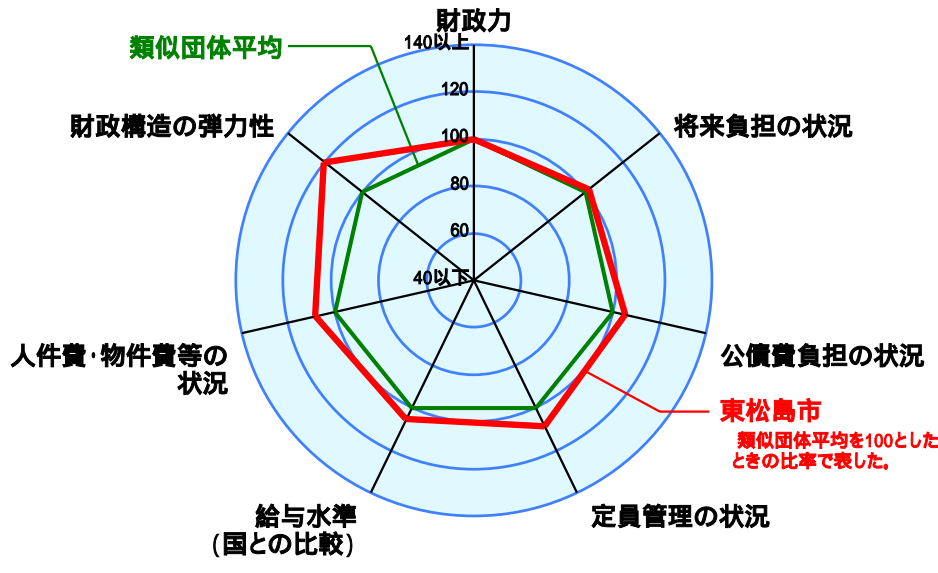 財政力
140以上
類似団体平均
120
財政構造の弾力性
将来負担の状況
100
80
60
40以下
人件費・物件費等の
状況
公債費負担の状況
東松島市
類似団体平均を100とした
ときの比率で表した。
給与水準
(国との比較)
定員管理の状況